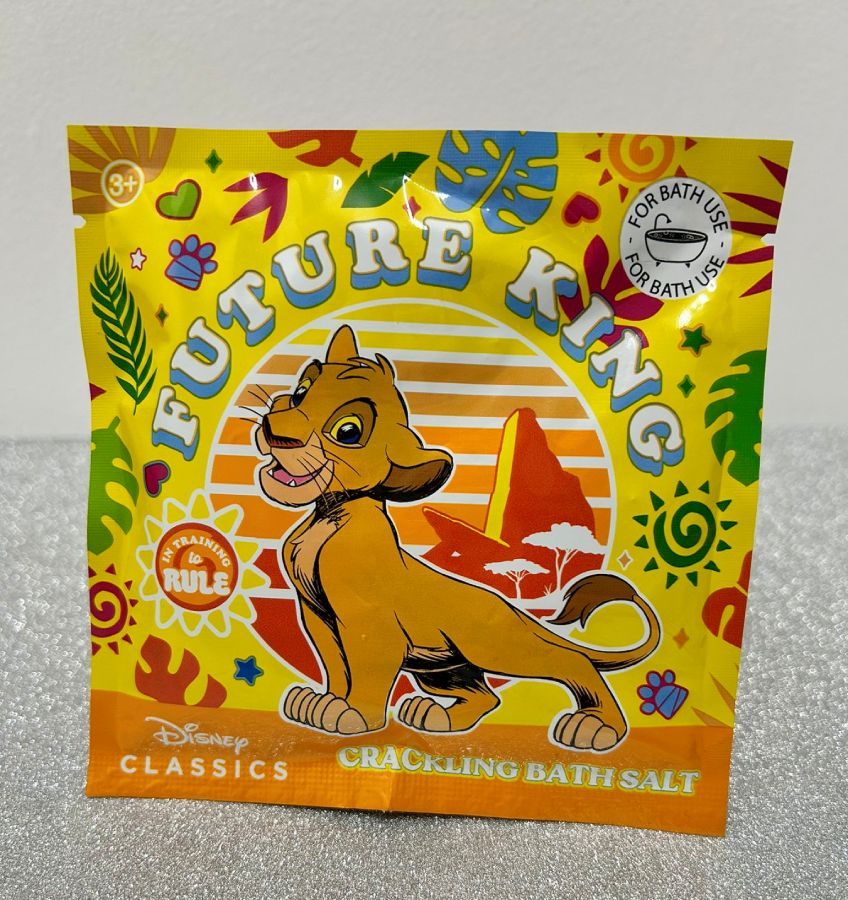 3+
FOR BATH USE -
FOR BATH USE -
FUTURE KING
IN TRAINING
to
RULE
Disney
CLASSICS
CRACKLING BATH SALT